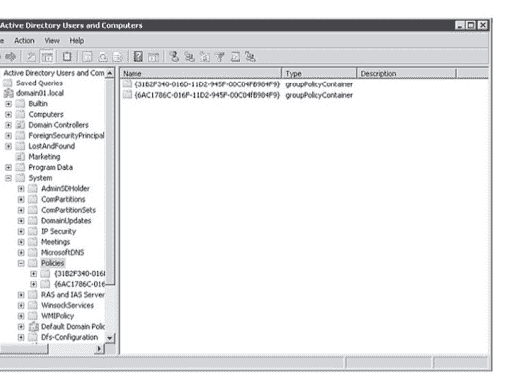 Active Directory Users and Computers
Action View Help
Active Directory Users and Com
Saved Queries
domain01.local
Builtin
Computers
Domain Controllers
ForeignSecurityPrincipal
LostAndFound
Marketing
Program Data
System
AdminSDHolder
ComPartitions
ComPartitionSets
DomainUpdates
IP Security
Meetings
MicrosoftDNS
Policies
{31B2F340-016
{6AC1786C-016
RAS and IAS Server
WinsockServices
WMIPolicy
Default Domain Polic
Dfs-Configuration
Name Type Description
{31B2F340-016D-11D2-945F-00C04FB984F9} groupPolicyContainer
{6AC1786C-016F-11D2-945F-00C04fB984F9} groupPolicyContainer